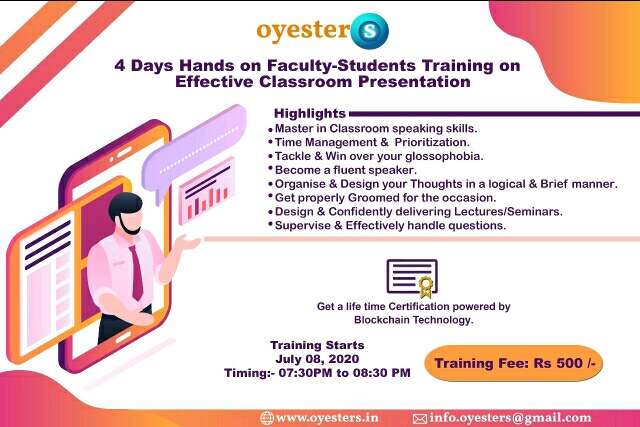 oyesters
4 Days Hands on Faculty-Students Training on
Effective Classroom Presentation
Highlights
• Master in Classroom speaking skills.
• Time Management & Prioritization.
• Tackle & Win over your glossophobia.
• Become a fluent speaker.
• Organise & Design your Thoughts in a logical & Brief manner.
• Get properly Groomed for the occasion.
• Design & Confidently delivering Lectures/Seminars.
• Supervise & Effectively handle questions.
Get a life time Certification powered by
Blockchain Technology.
Training Starts
July 08, 2020
Timing:- 07:30PM to 08:30 PM
Training Fee: Rs 500 /-
www.oyesters.in
info.oyesters@gmail.com